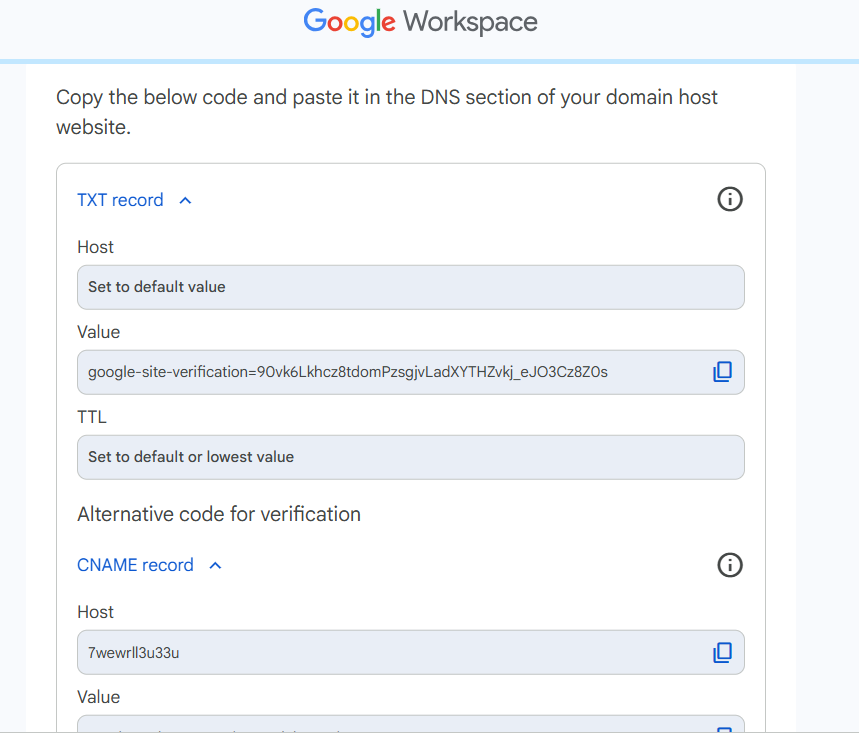 Google Workspace
Copy the below code and paste it in the DNS section of your domain host
website.
TXT record
Host
Set to default value
Value
google-site-verification=90vk6Lkhcz8tdomPzsgjvLadXYTHZvkj_eJO3Cz8Z0s
TTL
Set to default or lowest value
Alternative code for verification
CNAME record
Host
7wewrll3u33u
Value